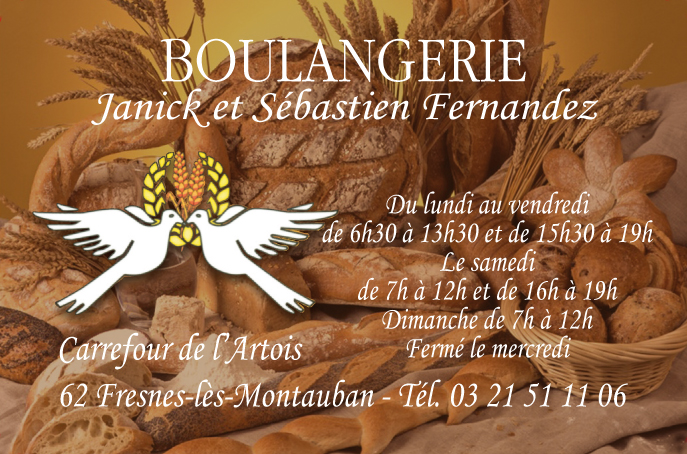 BOULANGERIE
Janick et Sébastien Fernandez
Du lundi au vendredi
de 6h30 à 13h30 et de 15h30 à 19h
Le samedi
de 7h à 12h et de 16h à 19h
Dimanche de 7h à 12h
Fermé le mercredi
Carrefour de l'Artois
62 Fresnes-lès-Montauban - Tél. 03 21 51 11 06